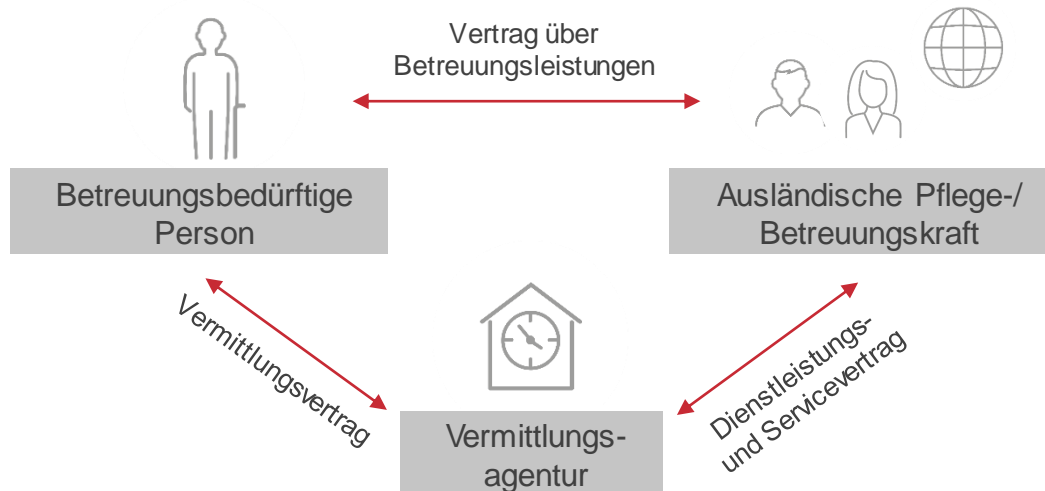 Vertrag über
Betreuungsleistungen
Betreuungsbedürftige
Person
Ausländische Pflege-/
Betreuungskraft
Vermittlungsvertrag
Dienstleistungs-
und Servicevertrag
Vermittlungs-
agentur